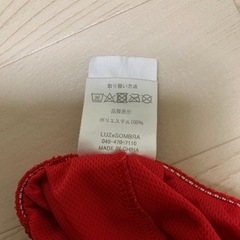 取り扱い方法
品質表示
ポリエステル100%
LUZeSOMBRA
049-476-7110
MADE IN CHINA